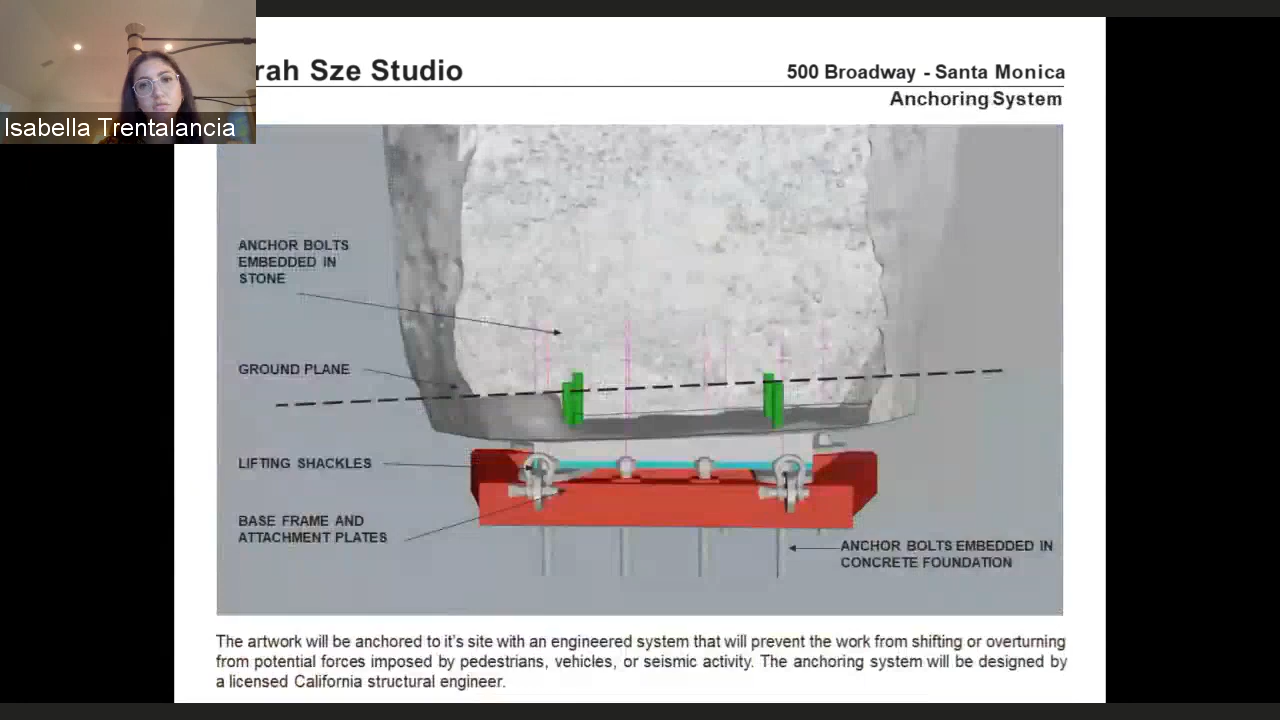 rah Sze Studio
500 Broadway - Santa Monica
Anchoring System
Isabella Trentalancia
ANCHOR BOLTS
EMBEDDED IN
STONE
GROUND PLANE
LIFTING SHACKLES
BASE FRAME AND
ATTACHMENT PLATES
ANCHOR BOLTS EMBEDDED IN
CONCRETE FOUNDATION
The artwork will be anchored to it's site with an engineered system that will prevent the work from shifting or overturning
from potential forces imposed by pedestrians, vehicles, or seismic activity. The anchoring system will be designed by
a licensed California structural engineer.